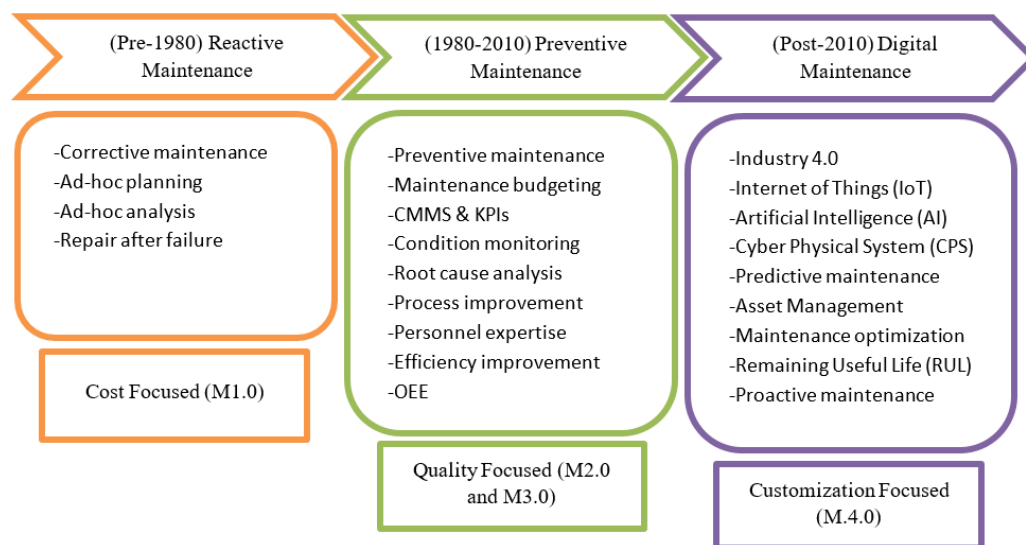 (Pre-1980) Reactive
Maintenance
(1980-2010) Preventive
Maintenance
(Post-2010) Digital
Maintenance
-Corrective maintenance
-Ad-hoc planning
-Ad-hoc analysis
-Repair after failure
Cost Focused (M1.0)
-Preventive maintenance
-Maintenance budgeting
-CMMS & KPIs
-Condition monitoring
-Root cause analysis
-Process improvement
-Personnel expertise
-Efficiency improvement
-OEE
Quality Focused (M2.0
and M3.0)
-Industry 4.0
-Internet of Things (IoT)
-Artificial Intelligence (AI)
-Cyber Physical System (CPS)
-Predictive maintenance
-Asset Management
-Maintenance optimization
-Remaining Useful Life (RUL)
-Proactive maintenance
Customization Focused
(M.4.0)